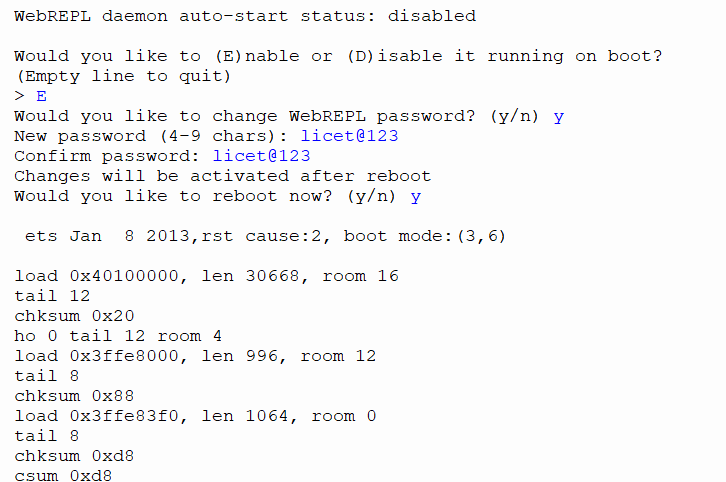 WebREPL daemon auto-start status: disabled
Would you like to (E)nable or (D)isable it running on boot?
(Empty line to quit)
> E
Would you like to change WebREPL password? (y/n) y
New password (4-9 chars): licet@123
Confirm password: licet@123
Changes will be activated after reboot
Would you like to reboot now? (y/n) y
ets Jan  8 2013,rst cause:2, boot mode:(3,6)
load 0x40100000, len 30668, room 16
tail 12
chksum 0x20
ho 0 tail 12 room 4
load 0x3ffe8000, len 996, room 12
tail 8
chksum 0x88
load 0x3ffe83f0, len 1064, room 0
tail 8
chksum 0xd8
csum 0xd8